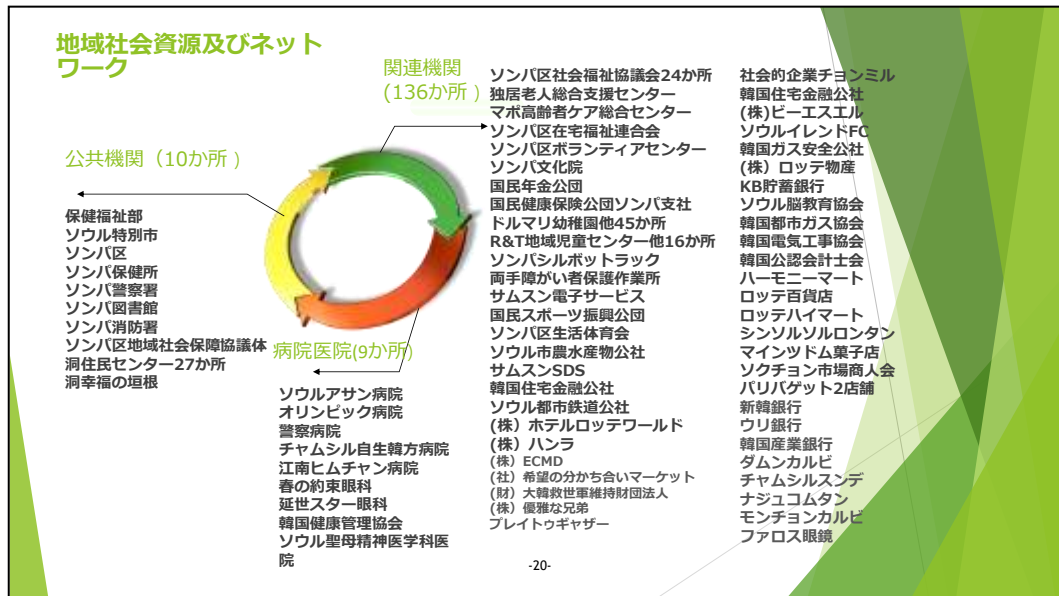 地域社会資源及びネット
ワーク
公共機関（10か所 ）
保健福祉部
ソウル特別市
ソンパ区
ソンパ保健所
ソンパ警察署
ソンパ図書館
ソンパ消防署
ソンパ区地域社会保障協議体
洞住民センター27か所
洞幸福の垣根
病院医院(9か所)
ソウルアサン病院
オリンピック病院
警察病院
チャムシル自生韓方病院
江南ヒムチャン病院
春の約束眼科
延世スター眼科
韓国健康管理協会
ソウル聖母精神医学科医
院
関連機関
(136か所 )
ソンパ区社会福祉協議会24か所
独居老人総合支援センター
マポ高齢者ケア総合センター
ソンパ区在宅福祉連合会
ソンパ区ボランティアセンター
ソンパ文化院
国民年金公団
国民健康保険公団ソンパ支社
ドルマリ幼稚園他45か所
R&T地域児童センター他16か所
ソンパシルボットラック
両手障がい者保護作業所
サムスン電子サービス
国民スポーツ振興公団
ソンパ区生活体育会
ソウル市農水産物公社
サムスンSDS
韓国住宅金融公社
ソウル都市鉄道公社
(株）ホテルロッテワールド
(株）ハンラ
(株）ECMD
(社）希望の分かち合いマーケット
(財）大韓救世軍維持財団法人
(株）優雅な兄弟
プレイトゥギャザー
社会的企業チョンミル
韓国住宅金融公社
(株)ビーエスエル
ソウルイレンドFC
韓国ガス安全公社
(株）ロッテ物産
KB貯蓄銀行
ソウル脳教育協会
韓国都市ガス協会
韓国電気工事協会
韓国公認会計士会
ハーモニーマート
ロッテ百貨店
ロッテハイマート
シンソルソルロンタン
マインツドム菓子店
ソクチョン市場商人会
パリバゲット2店舗
新韓銀行
ウリ銀行
韓国産業銀行
ダムンカルビ
チャムシルスンデ
ナジュコムタン
モンチョンカルビ
ファロス眼鏡
-20-